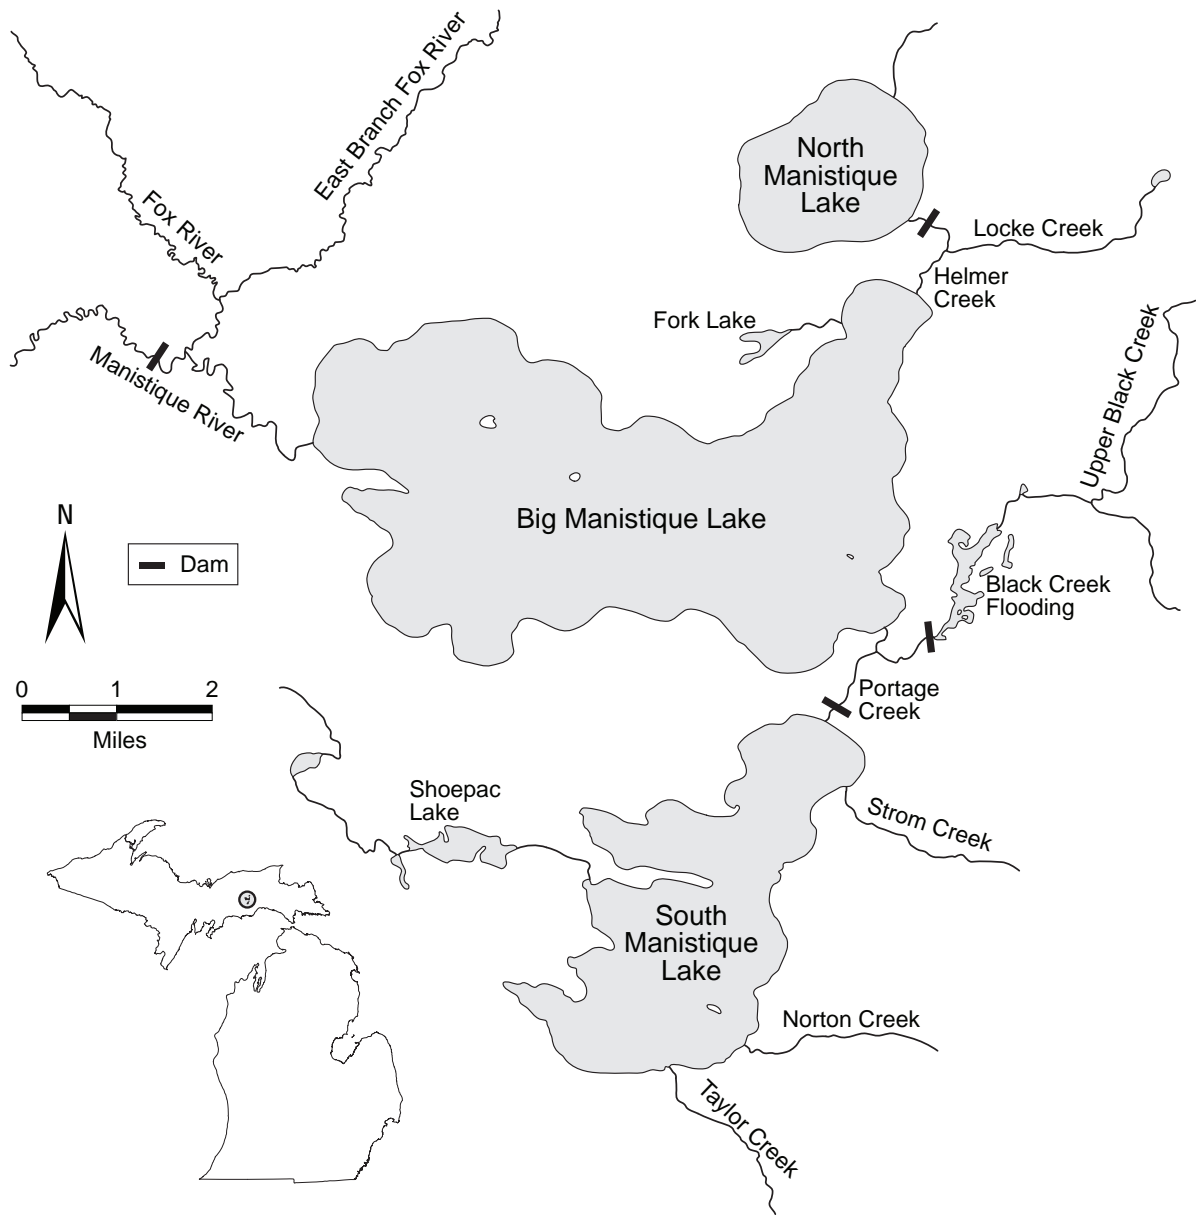 East Branch Fox River
Fox River
North
Manistique
Lake
Locke Creek
Helmer
Creek
Fork Lake
Manistique River
Upper Black Creek
Big Manistique Lake
N
Dam
Black Creek
Flooding
0 1 2
Miles
Portage
Creek
Shoepac
Lake
Strom Creek
South
Manistique
Lake
Norton Creek
Taylor Creek